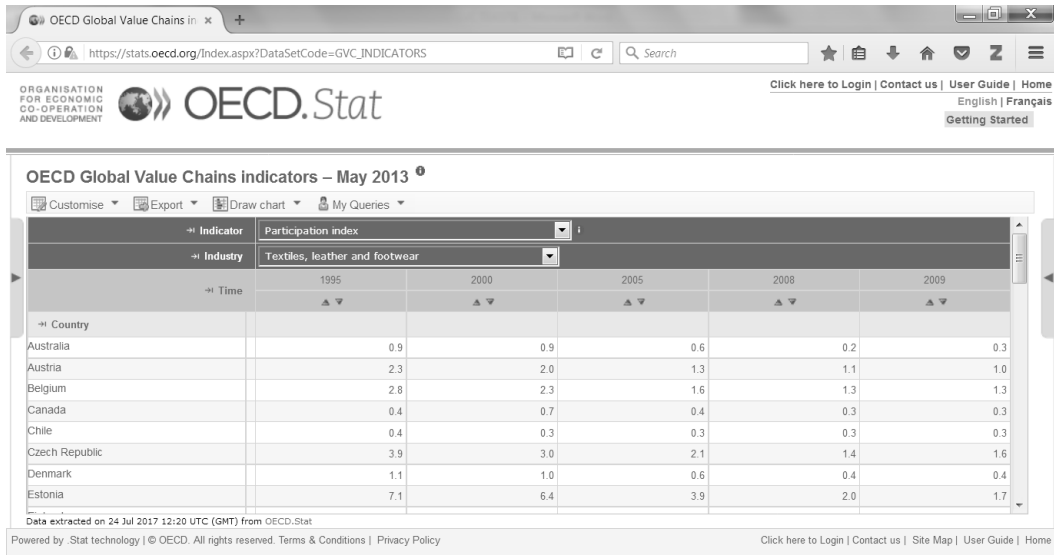 OECD Global Value Chains in
https://stats.oecd.org/Index.aspx?DataSetCode=GVC_INDICATORS
Search
Click here to Login | Contact us | User Guide | Home
English | Français
Getting Started
ORGANISATION
FOR ECONOMIC
CO-OPERATION
AND DEVELOPMENT
OECD.Stat
OECD Global Value Chains indicators – May 2013
Customise Export Draw chart My Queries
Indicator Participation index
Industry Textiles, leather and footwear
Time 1995 2000 2005 2008 2009
Country
Australia 0.9 0.9 0.6 0.2 0.3
Austria 2.3 2.0 1.3 1.1 1.0
Belgium 2.8 2.3 1.6 1.3 1.3
Canada 0.4 0.7 0.4 0.3 0.3
Chile 0.4 0.3 0.3 0.3 0.3
Czech Republic 3.9 3.0 2.1 1.4 1.6
Denmark 1.1 1.0 0.6 0.4 0.4
Estonia 7.1 6.4 3.9 2.0 1.7
Data extracted on 24 Jul 2017 12:20 UTC (GMT) from OECD.Stat
Powered by .Stat technology | © OECD. All rights reserved. Terms & Conditions | Privacy Policy Click here to Login | Contact us | Site Map | User Guide | Home